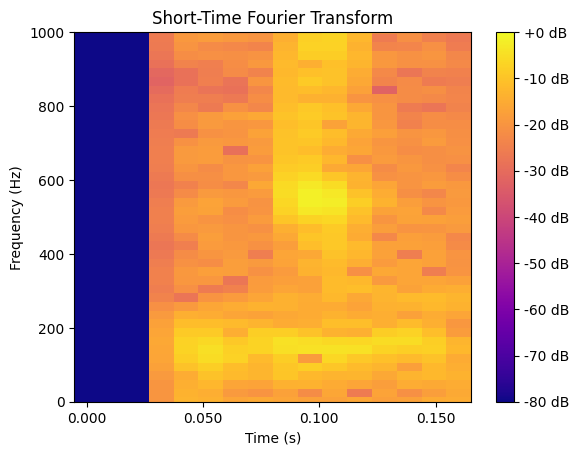 Short-Time Fourier Transform
1000
800
600
400
200
0
Frequency (Hz)
0.000
0.050
0.100
0.150
Time (s)
+0 dB
-10 dB
-20 dB
-30 dB
-40 dB
-50 dB
-60 dB
-70 dB
-80 dB